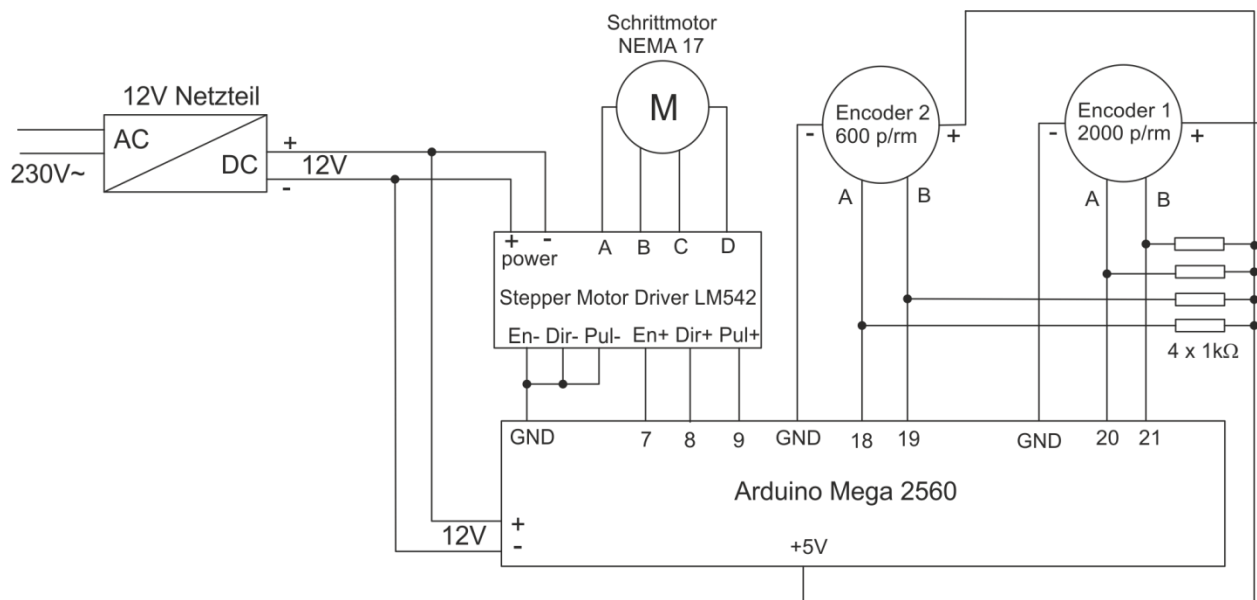 Schrittmotor
NEMA 17
12V Netzteil
AC
DC
+
-
12V
230V~
M
Encoder 2
600 p/rm
-
+
A
B
Encoder 1
2000 p/rm
-
+
A
B
+ -
power
A B C D
Stepper Motor Driver LM542
En- Dir- Pul- En+ Dir+ Pul+
4 x 1kΩ
GND 7 8 9 GND 18 19 GND 20 21
Arduino Mega 2560
12V
+
-
+5V